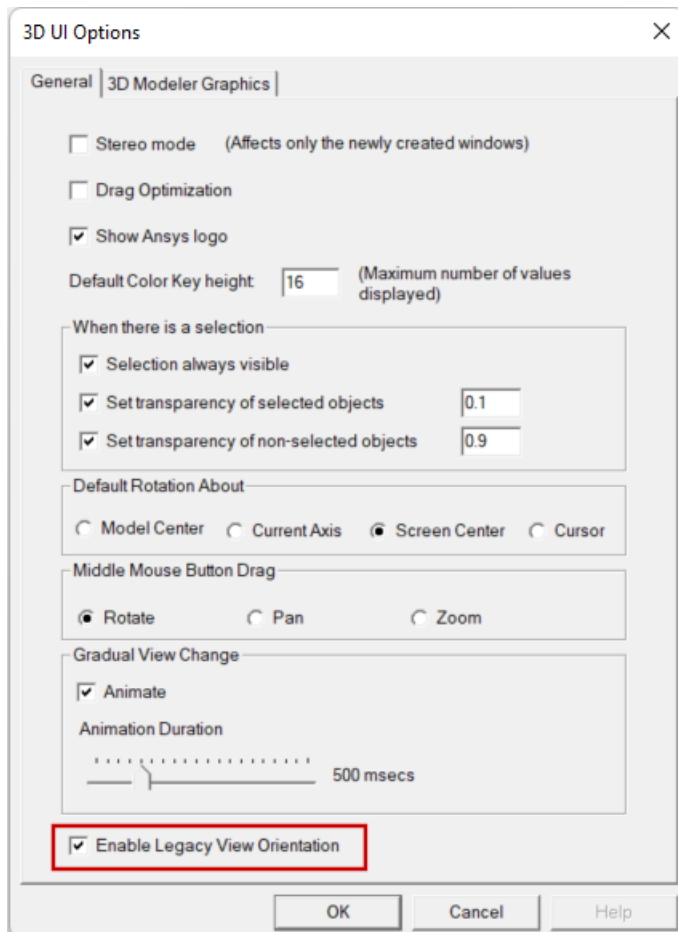 3D UI Options
General
3D Modeler Graphics
Stereo mode (Affects only the newly created windows)
Drag Optimization
Show Ansys logo
Default Color Key height: 16 (Maximum number of values
displayed)
When there is a selection
Selection always visible
Set transparency of selected objects 0.1
Set transparency of non-selected objects 0.9
Default Rotation About
Model Center Current Axis Screen Center Cursor
Middle Mouse Button Drag
Rotate Pan Zoom
Gradual View Change
Animate
Animation Duration
500 msecs
Enable Legacy View Orientation
OK Cancel Help